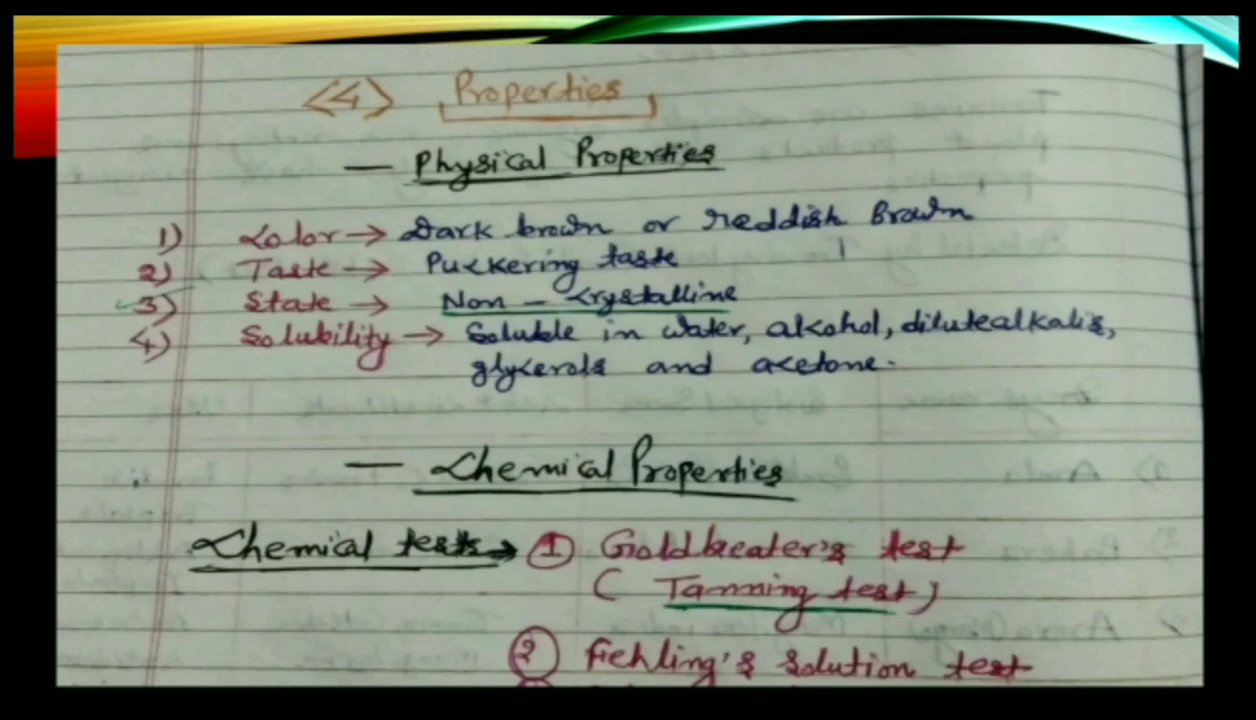 <4> Properties
— Physical Properties
1) Color → Dark brown or reddish Brown
2) Taste → Puckering taste
3) State → Non - Crystalline
4) Solubility → Soluble in water, alcohol, dilutealkalis,
glycerols and acetone.
— Chemical Properties
Chemical tests → 1 Goldbeater's test
( Tanning test)
2 Fehling's solution test